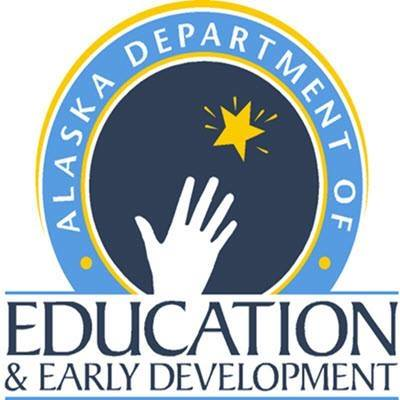 ALASKA DEPARTMENT OF
EDUCATION
& EARLY DEVELOPMENT